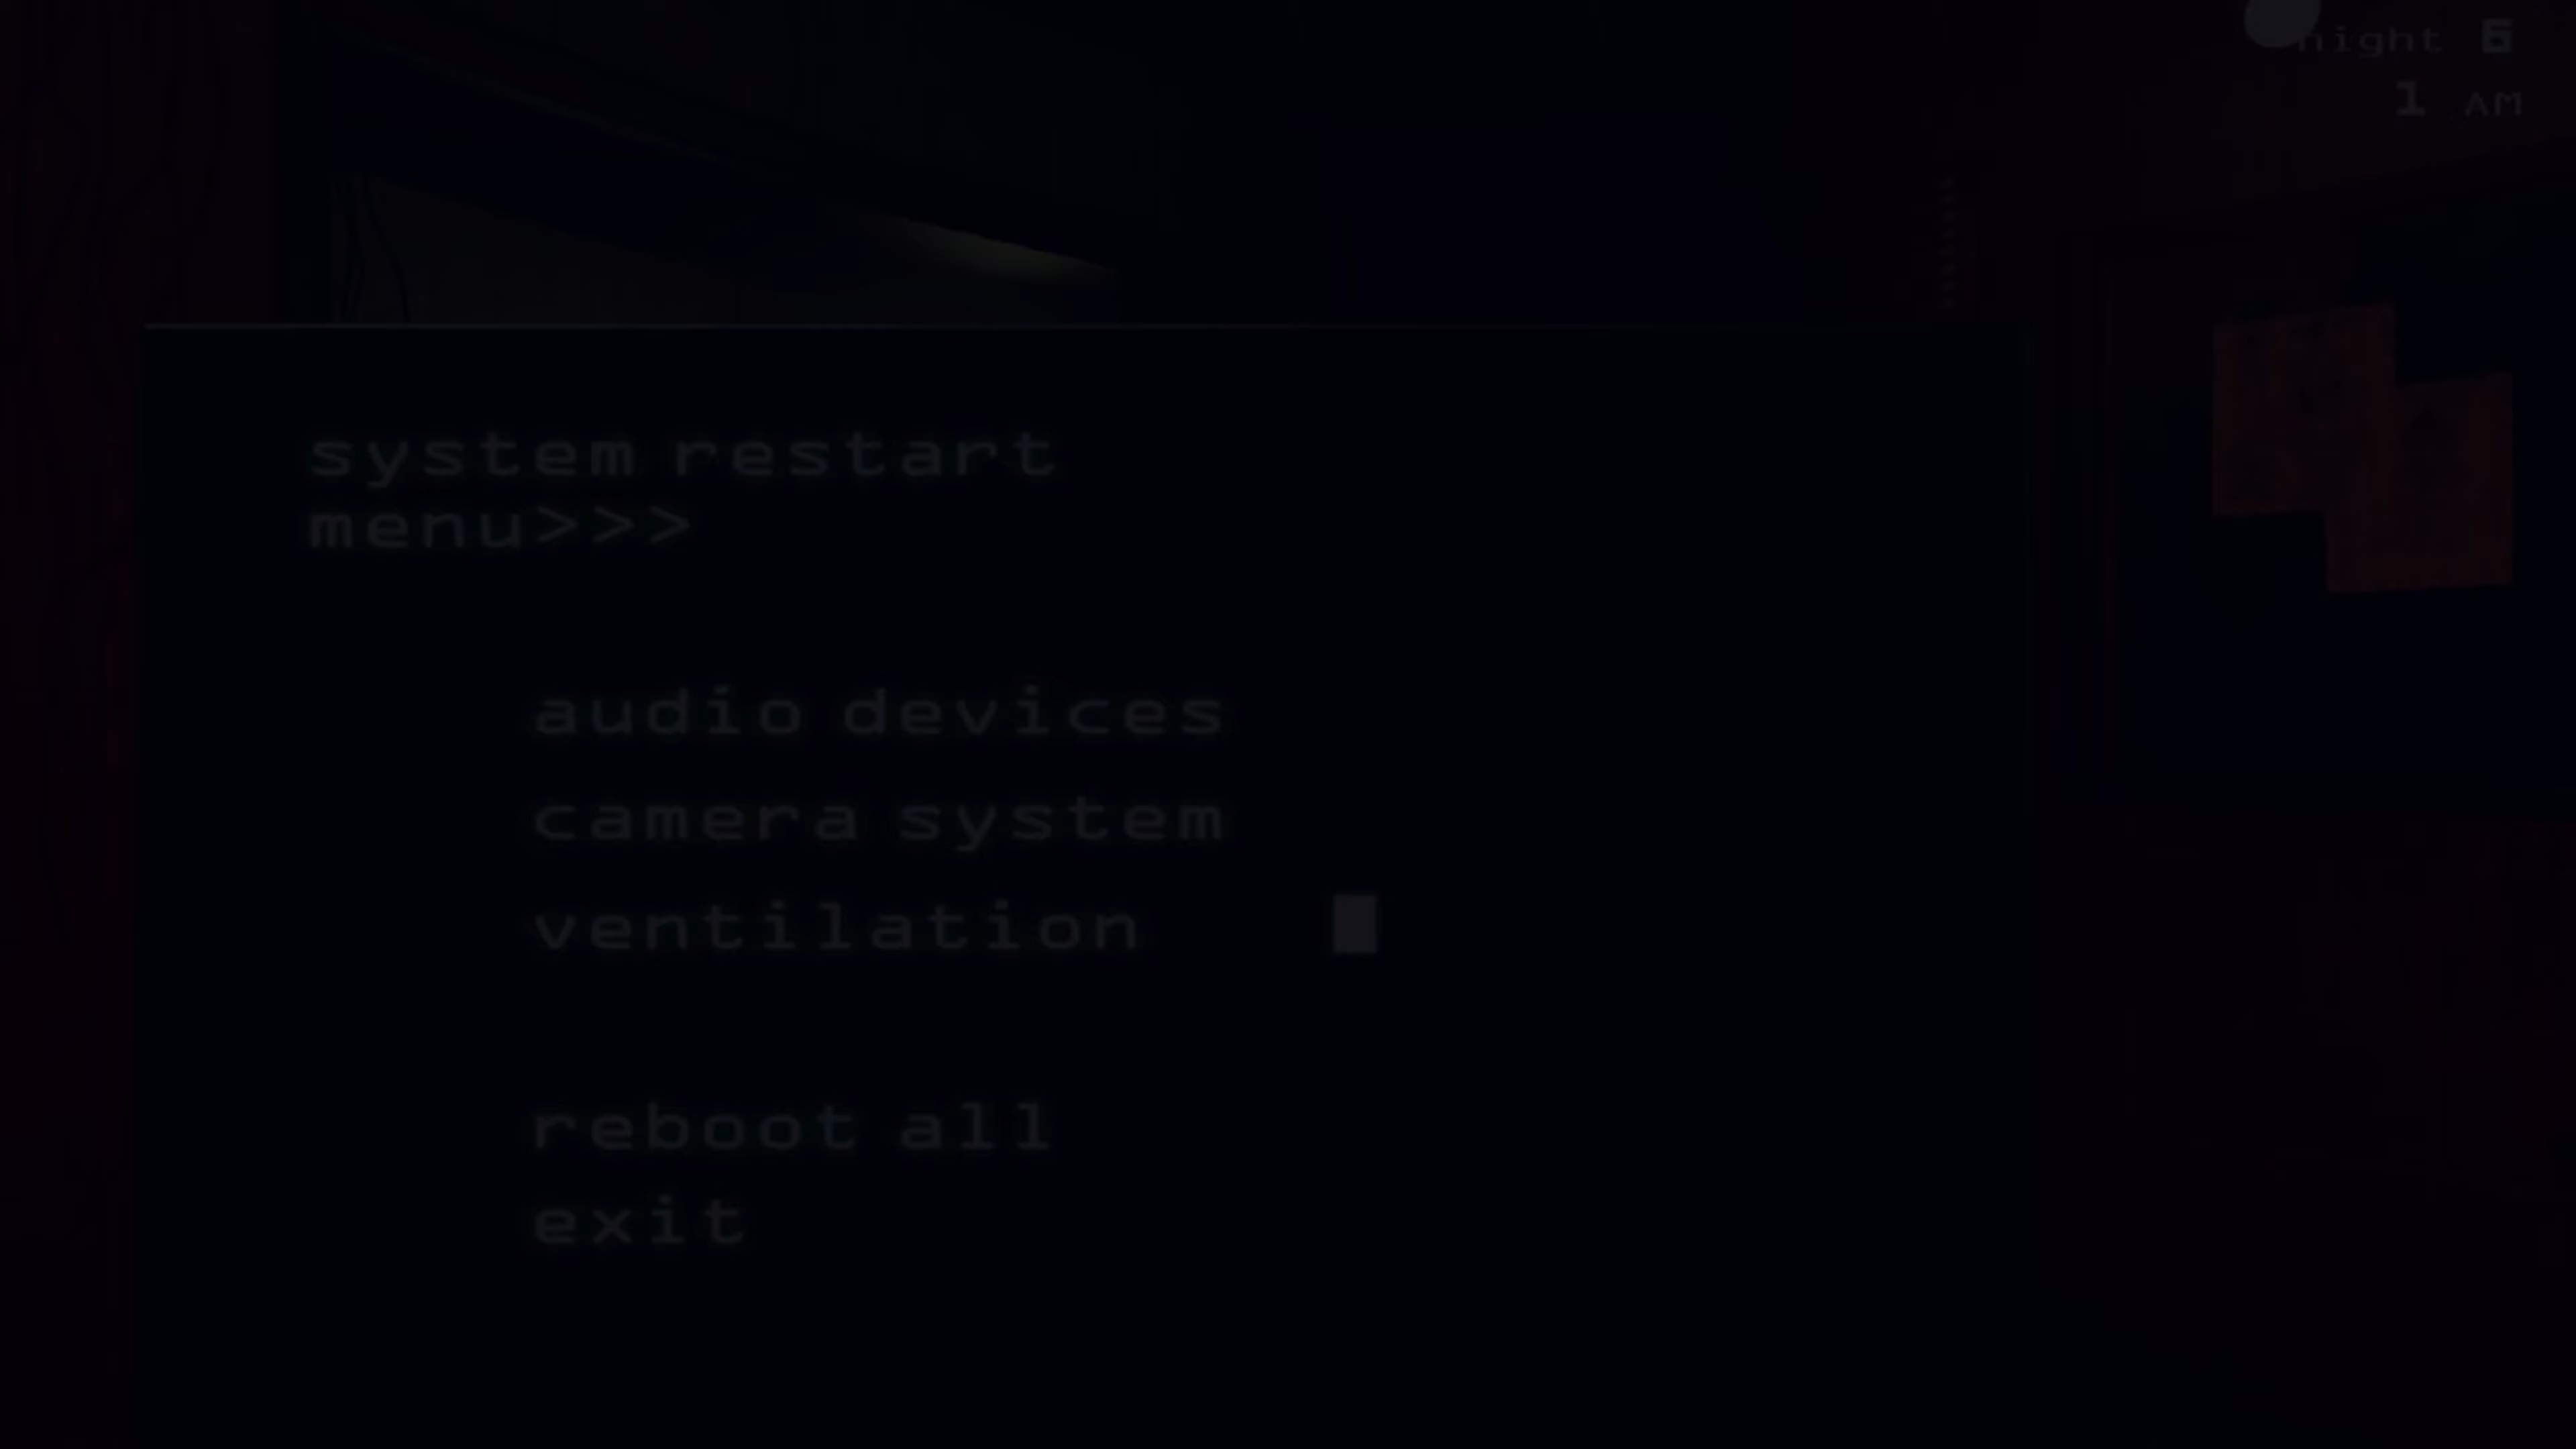 night 6
1 AM
system restart
menu>>>
audio devices
camera system
ventilation
reboot all
exit